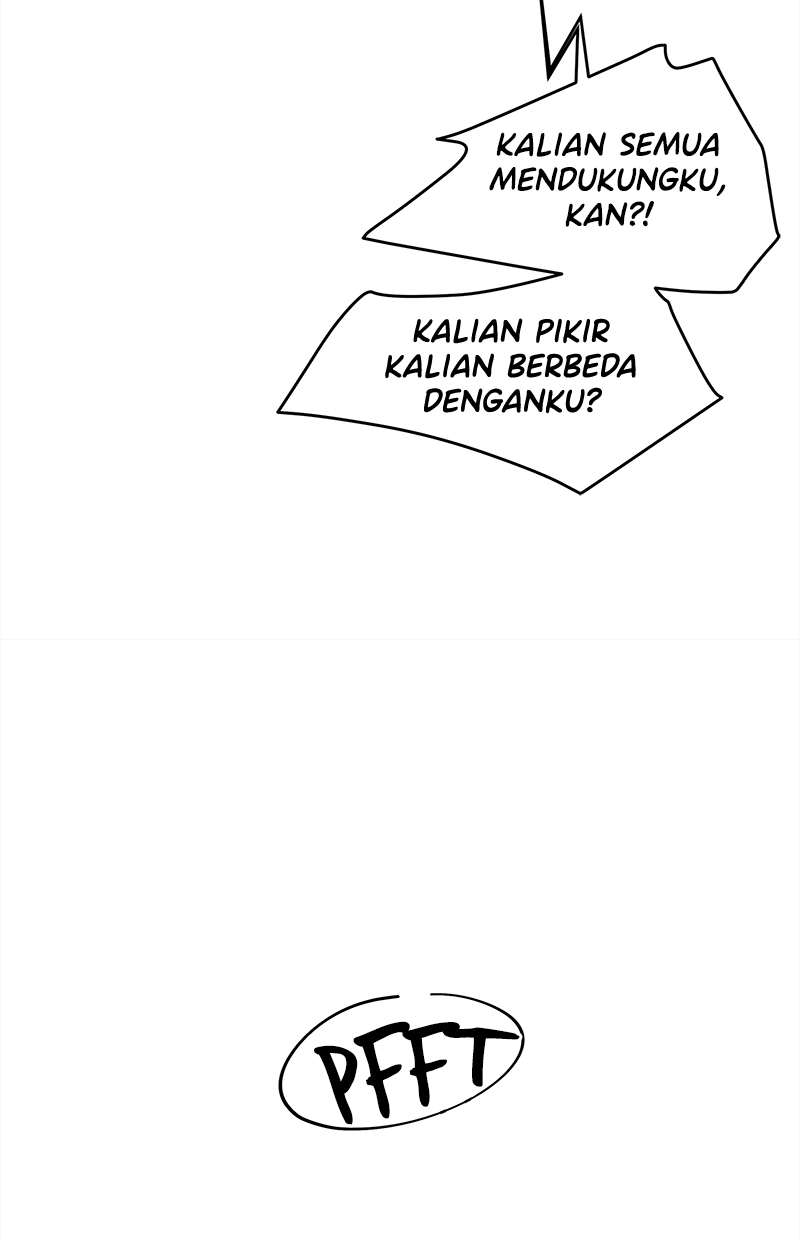 KALIAN SEMUA
MENDUKUNGKU,
KAN?!
KALIAN PIKIR
KALIAN BERBEDA
DENGANKU?
PFFT